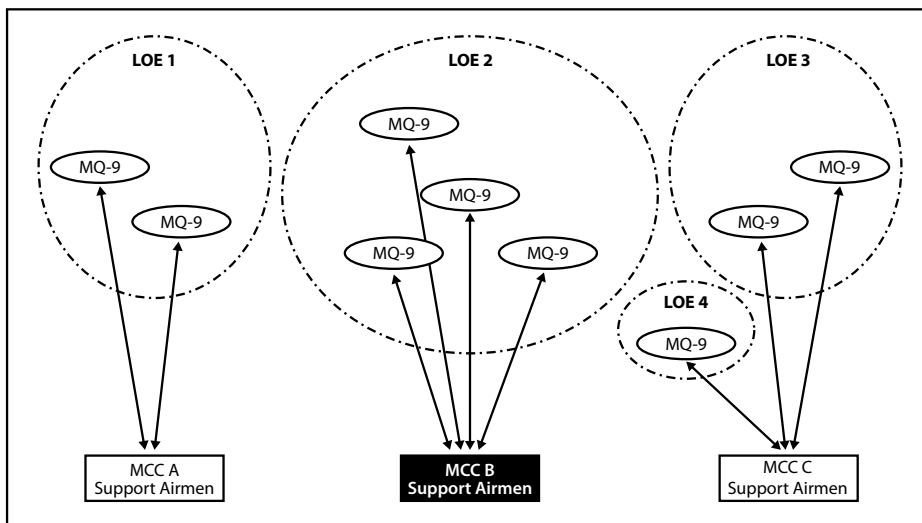 LOE 1
MQ-9
MQ-9
LOE 2
MQ-9
MQ-9
MQ-9
MQ-9
LOE 3
MQ-9
MQ-9
LOE 4
MQ-9
MCC A
Support Airmen
MCC B
Support Airmen
MCC C
Support Airmen